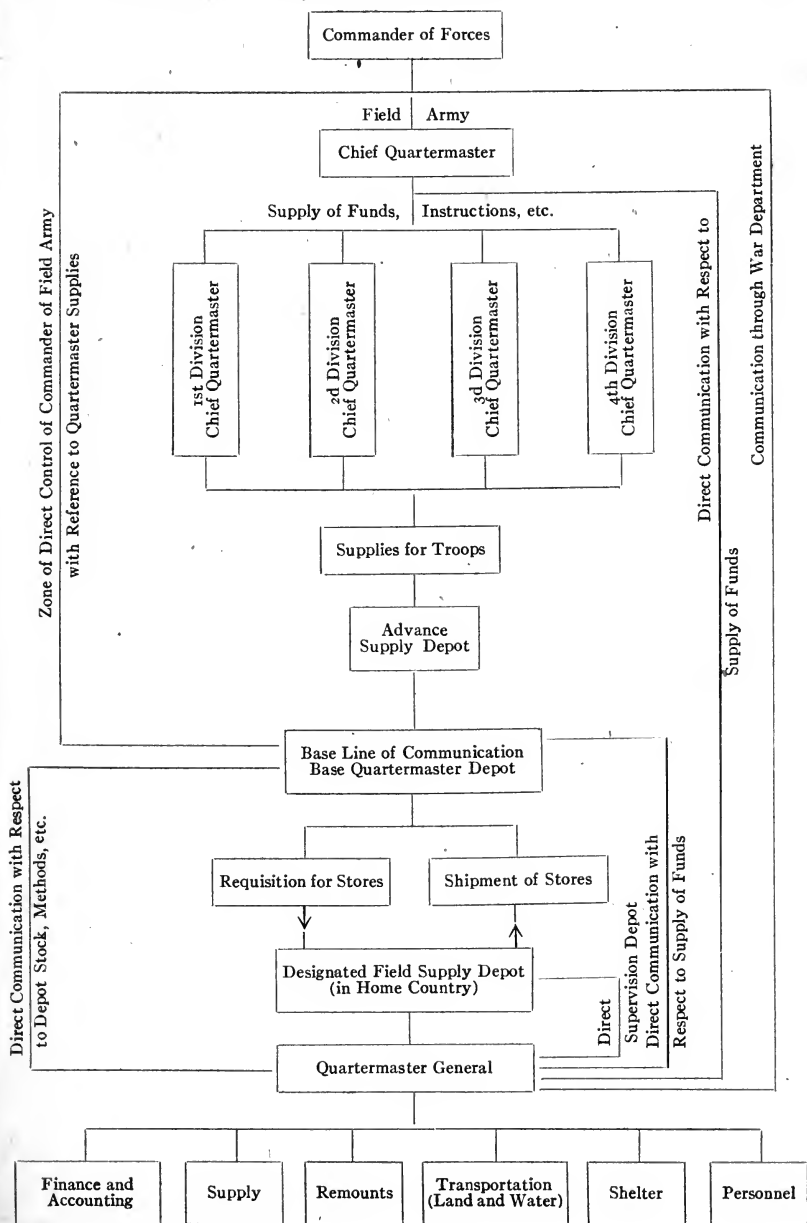 Commander of Forces
Field Army
Chief Quartermaster
Supply of Funds, Instructions, etc.
1st Division
Chief Quartermaster
2d Division
Chief Quartermaster
3d Division
Chief Quartermaster
4th Division
Chief Quartermaster
Zone of Direct Control of Commander of Field Army
with Reference to Quartermaster Supplies
Direct Communication with Respect to
Supply of Funds
Communication through War Department
Supplies for Troops
Advance
Supply Depot
Base Line of Communication
Base Quartermaster Depot
Direct Communication with Respect
to Depot Stock, Methods, etc.
Requisition for Stores
Shipment of Stores
Designated Field Supply Depot
(in Home Country)
Direct
Supervision Depot
Direct Communication with
Respect to Supply of Funds
Quartermaster General
Finance and
Accounting
Supply
Remounts
Transportation
(Land and Water)
Shelter
Personnel